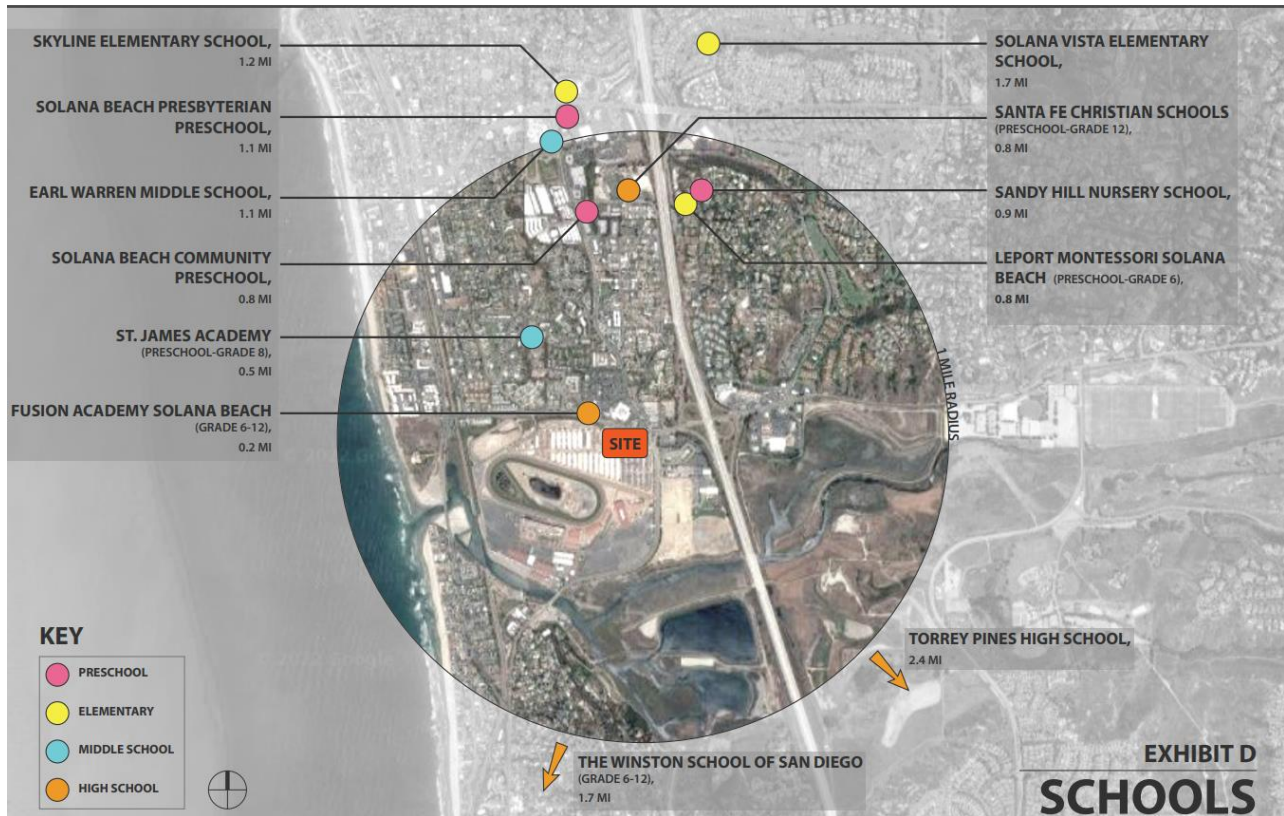 SKYLINE ELEMENTARY SCHOOL,
1.2 MI
SOLANA BEACH PRESBYTERIAN
PRESCHOOL,
1.1 MI
EARL WARREN MIDDLE SCHOOL,
1.1 MI
SOLANA BEACH COMMUNITY
PRESCHOOL,
0.8 MI
ST. JAMES ACADEMY
(PRESCHOOL-GRADE 8),
0.5 MI
FUSION ACADEMY SOLANA BEACH
(GRADE 6-12),
0.2 MI
SOLANA VISTA ELEMENTARY
SCHOOL,
1.7 MI
SANTA FE CHRISTIAN SCHOOLS
(PRESCHOOL-GRADE 12),
0.8 MI
SANDY HILL NURSERY SCHOOL,
0.9 MI
LEPORT MONTESSORI SOLANA
BEACH (PRESCHOOL-GRADE 6),
0.8 MI
1 MILE RADIUS
SITE
TORREY PINES HIGH SCHOOL,
2.4 MI
THE WINSTON SCHOOL OF SAN DIEGO
(GRADE 6-12),
1.7 MI
KEY
PRESCHOOL
ELEMENTARY
MIDDLE SCHOOL
HIGH SCHOOL
EXHIBIT D
SCHOOLS